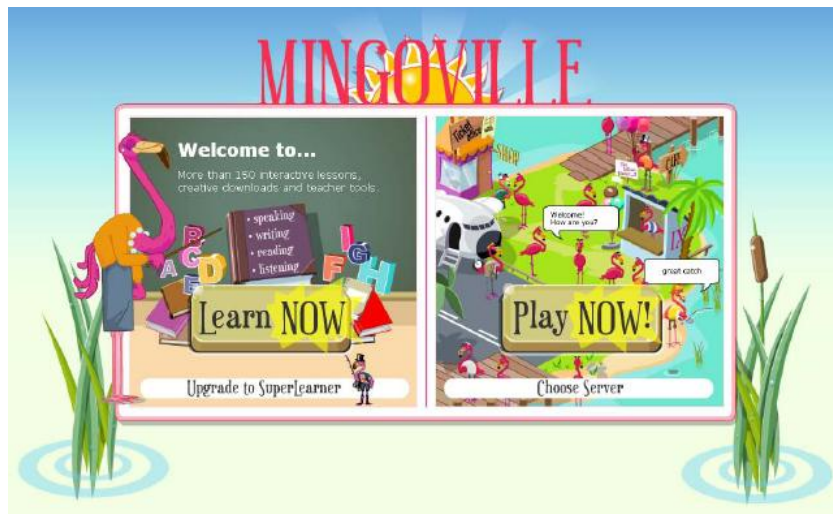 MINGOVILLE
Welcome to...
More than 150 interactive lessons,
creative downloads and teacher tools.
• speaking
• writing
• reading
• listening
A
B
C
D
E
F
I
G
H
Learn NOW
Upgrade to SuperLearner
Ticket
SHOP
Welcome!
How are you?
great catch
Play NOW!
Choose Server